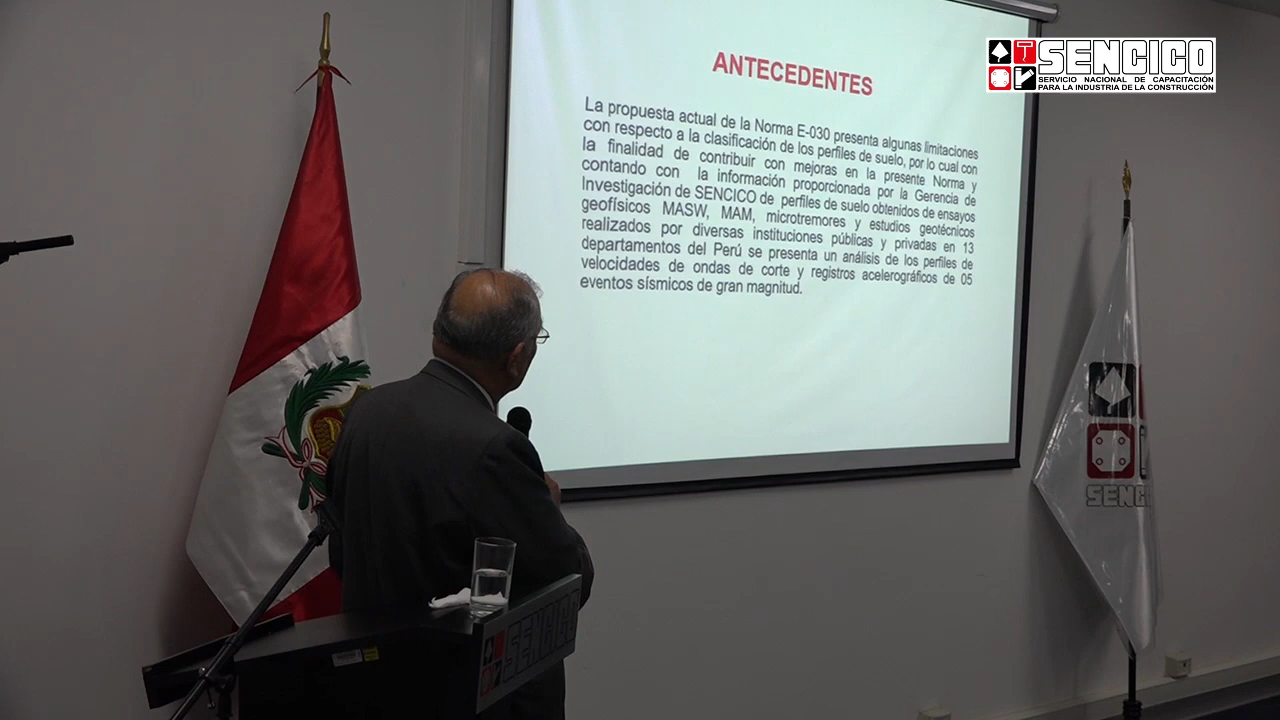 SENCICO
SERVICIO NACIONAL DE CAPACITACIÓN
PARA LA INDUSTRIA DE LA CONSTRUCCIÓN
ANTECEDENTES
La propuesta actual de la Norma E-030 presenta algunas limitaciones
con respecto a la clasificación de los perfiles de suelo, por lo cual con
la finalidad de contribuir con mejoras en la presente Norma y
contando con la información proporcionada por la Gerencia de
Investigación de SENCICO de perfiles de suelo obtenidos de ensayos
geofísicos MASW, MAM, microtremores y estudios geotécnicos
realizados por diversas instituciones públicas y privadas en 13
departamentos del Perú se presenta un análisis de los perfiles de
velocidades de ondas de corte y registros acelerográficos de 05
eventos sísmicos de gran magnitud.
SENC
SENCICO